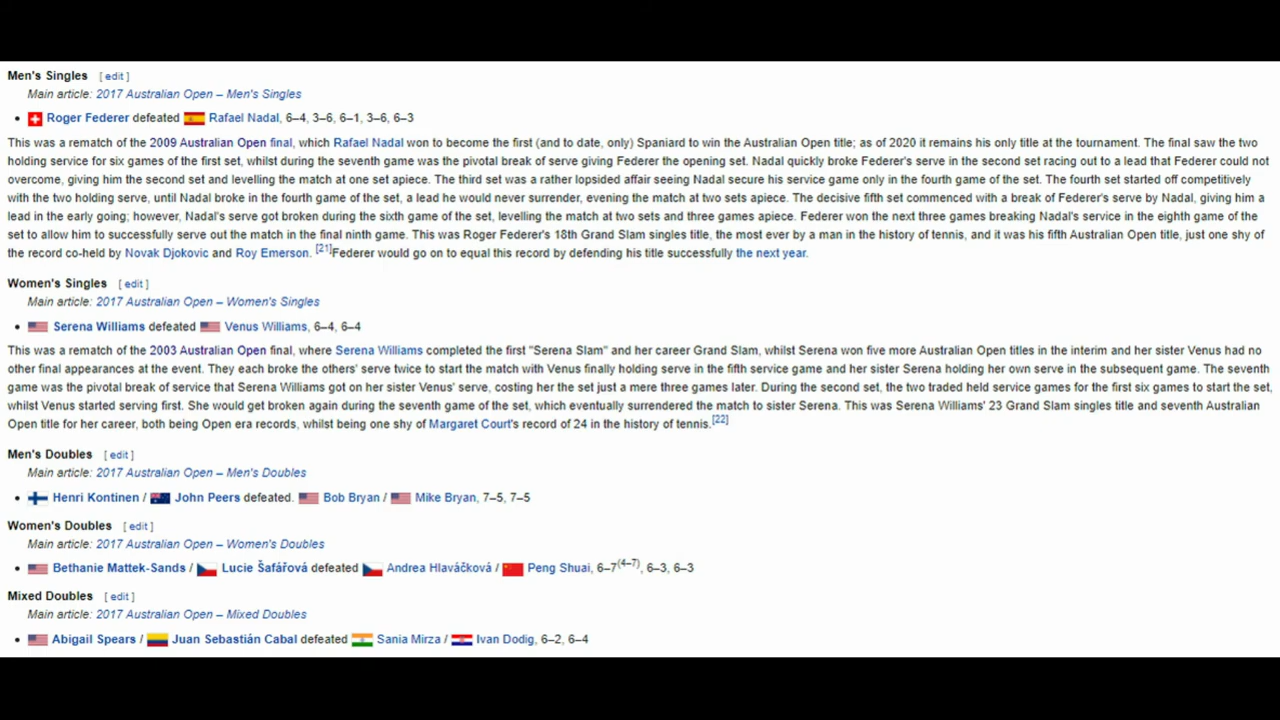 Men's Singles [ edit ]
Main article: 2017 Australian Open – Men's Singles
• Roger Federer defeated Rafael Nadal, 6–4, 3–6, 6–1, 3–6, 6–3
This was a rematch of the 2009 Australian Open final, which Rafael Nadal won to become the first (and to date, only) Spaniard to win the Australian Open title; as of 2020 it remains his only title at the tournament. The final saw the two
holding service for six games of the first set, whilst during the seventh game was the pivotal break of serve giving Federer the opening set. Nadal quickly broke Federer's serve in the second set racing out to a lead that Federer could not
overcome, giving him the second set and levelling the match at one set apiece. The third set was a rather lopsided affair seeing Nadal secure his service game only in the fourth game of the set. The fourth set started off competitively
with the two holding serve, until Nadal broke in the fourth game of the set, a lead he would never surrender, evening the match at two sets apiece. The decisive fifth set commenced with a break of Federer's serve by Nadal, giving him a
lead in the early going; however, Nadal's serve got broken during the sixth game of the set, levelling the match at two sets and three games apiece. Federer won the next three games breaking Nadal's service in the eighth game of the
set to allow him to successfully serve out the match in the final ninth game. This was Roger Federer's 18th Grand Slam singles title, the most ever by a man in the history of tennis, and it was his fifth Australian Open title, just one shy of
the record co-held by Novak Djokovic and Roy Emerson. [21]Federer would go on to equal this record by defending his title successfully the next year.
Women's Singles [ edit ]
Main article: 2017 Australian Open – Women's Singles
• Serena Williams defeated Venus Williams, 6–4, 6–4
This was a rematch of the 2003 Australian Open final, where Serena Williams completed the first "Serena Slam" and her career Grand Slam, whilst Serena won five more Australian Open titles in the interim and her sister Venus had no
other final appearances at the event. They each broke the others' serve twice to start the match with Venus finally holding serve in the fifth service game and her sister Serena holding her own serve in the subsequent game. The seventh
game was the pivotal break of service that Serena Williams got on her sister Venus' serve, costing her the set just a mere three games later. During the second set, the two traded held service games for the first six games to start the set,
whilst Venus started serving first. She would get broken again during the seventh game of the set, which eventually surrendered the match to sister Serena. This was Serena Williams' 23 Grand Slam singles title and seventh Australian
Open title for her career, both being Open era records, whilst being one shy of Margaret Court's record of 24 in the history of tennis.[22]
Men's Doubles [ edit ]
Main article: 2017 Australian Open – Men's Doubles
• Henri Kontinen / John Peers defeated. Bob Bryan / Mike Bryan, 7–5, 7–5
Women's Doubles [ edit ]
Main article: 2017 Australian Open – Women's Doubles
• Bethanie Mattek-Sands / Lucie Šafářová defeated Andrea Hlaváčková / Peng Shuai, 6–7(4–7), 6–3, 6–3
Mixed Doubles [ edit ]
Main article: 2017 Australian Open – Mixed Doubles
• Abigail Spears / Juan Sebastián Cabal defeated Sania Mirza / Ivan Dodig, 6–2, 6–4